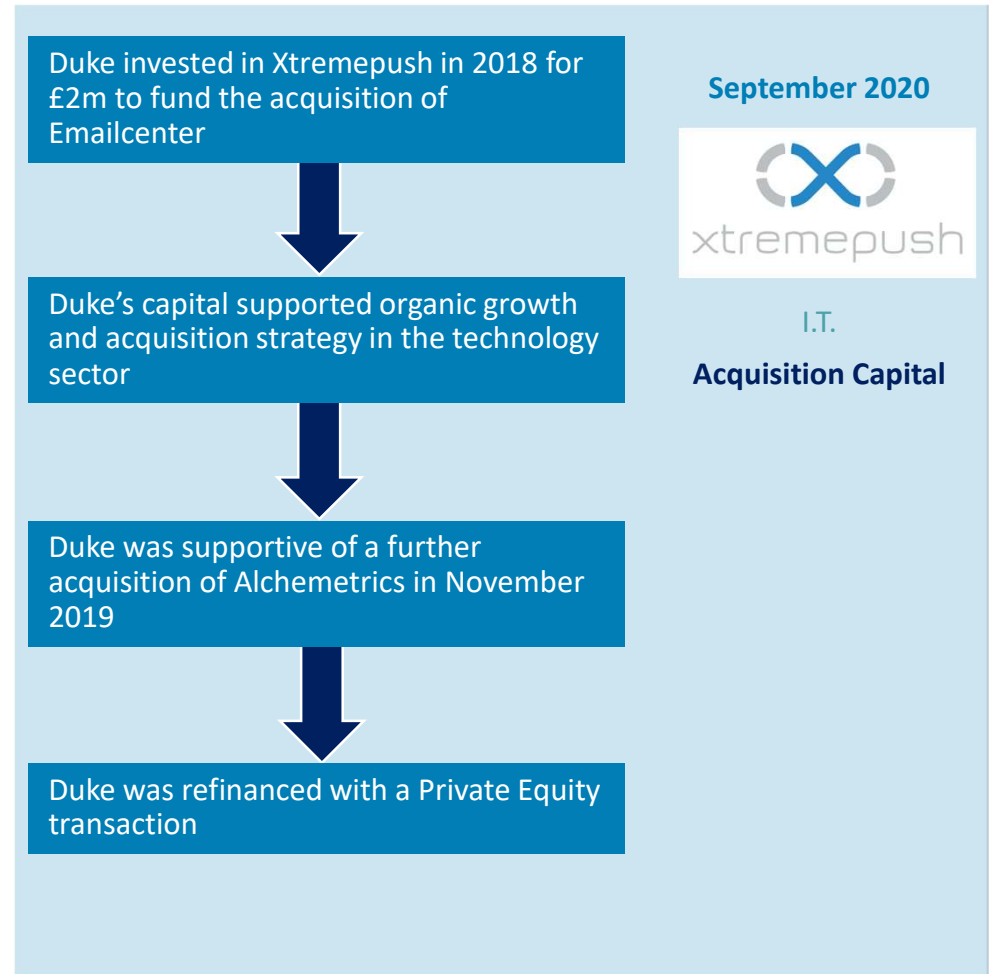 Duke invested in Xtremepush in 2018 for
£2m to fund the acquisition of
Emailcenter
Duke’s capital supported organic growth
and acquisition strategy in the technology
sector
Duke was supportive of a further
acquisition of Alchemetrics in November
2019
Duke was refinanced with a Private Equity
transaction
September 2020
xtremepush
I.T.
Acquisition Capital